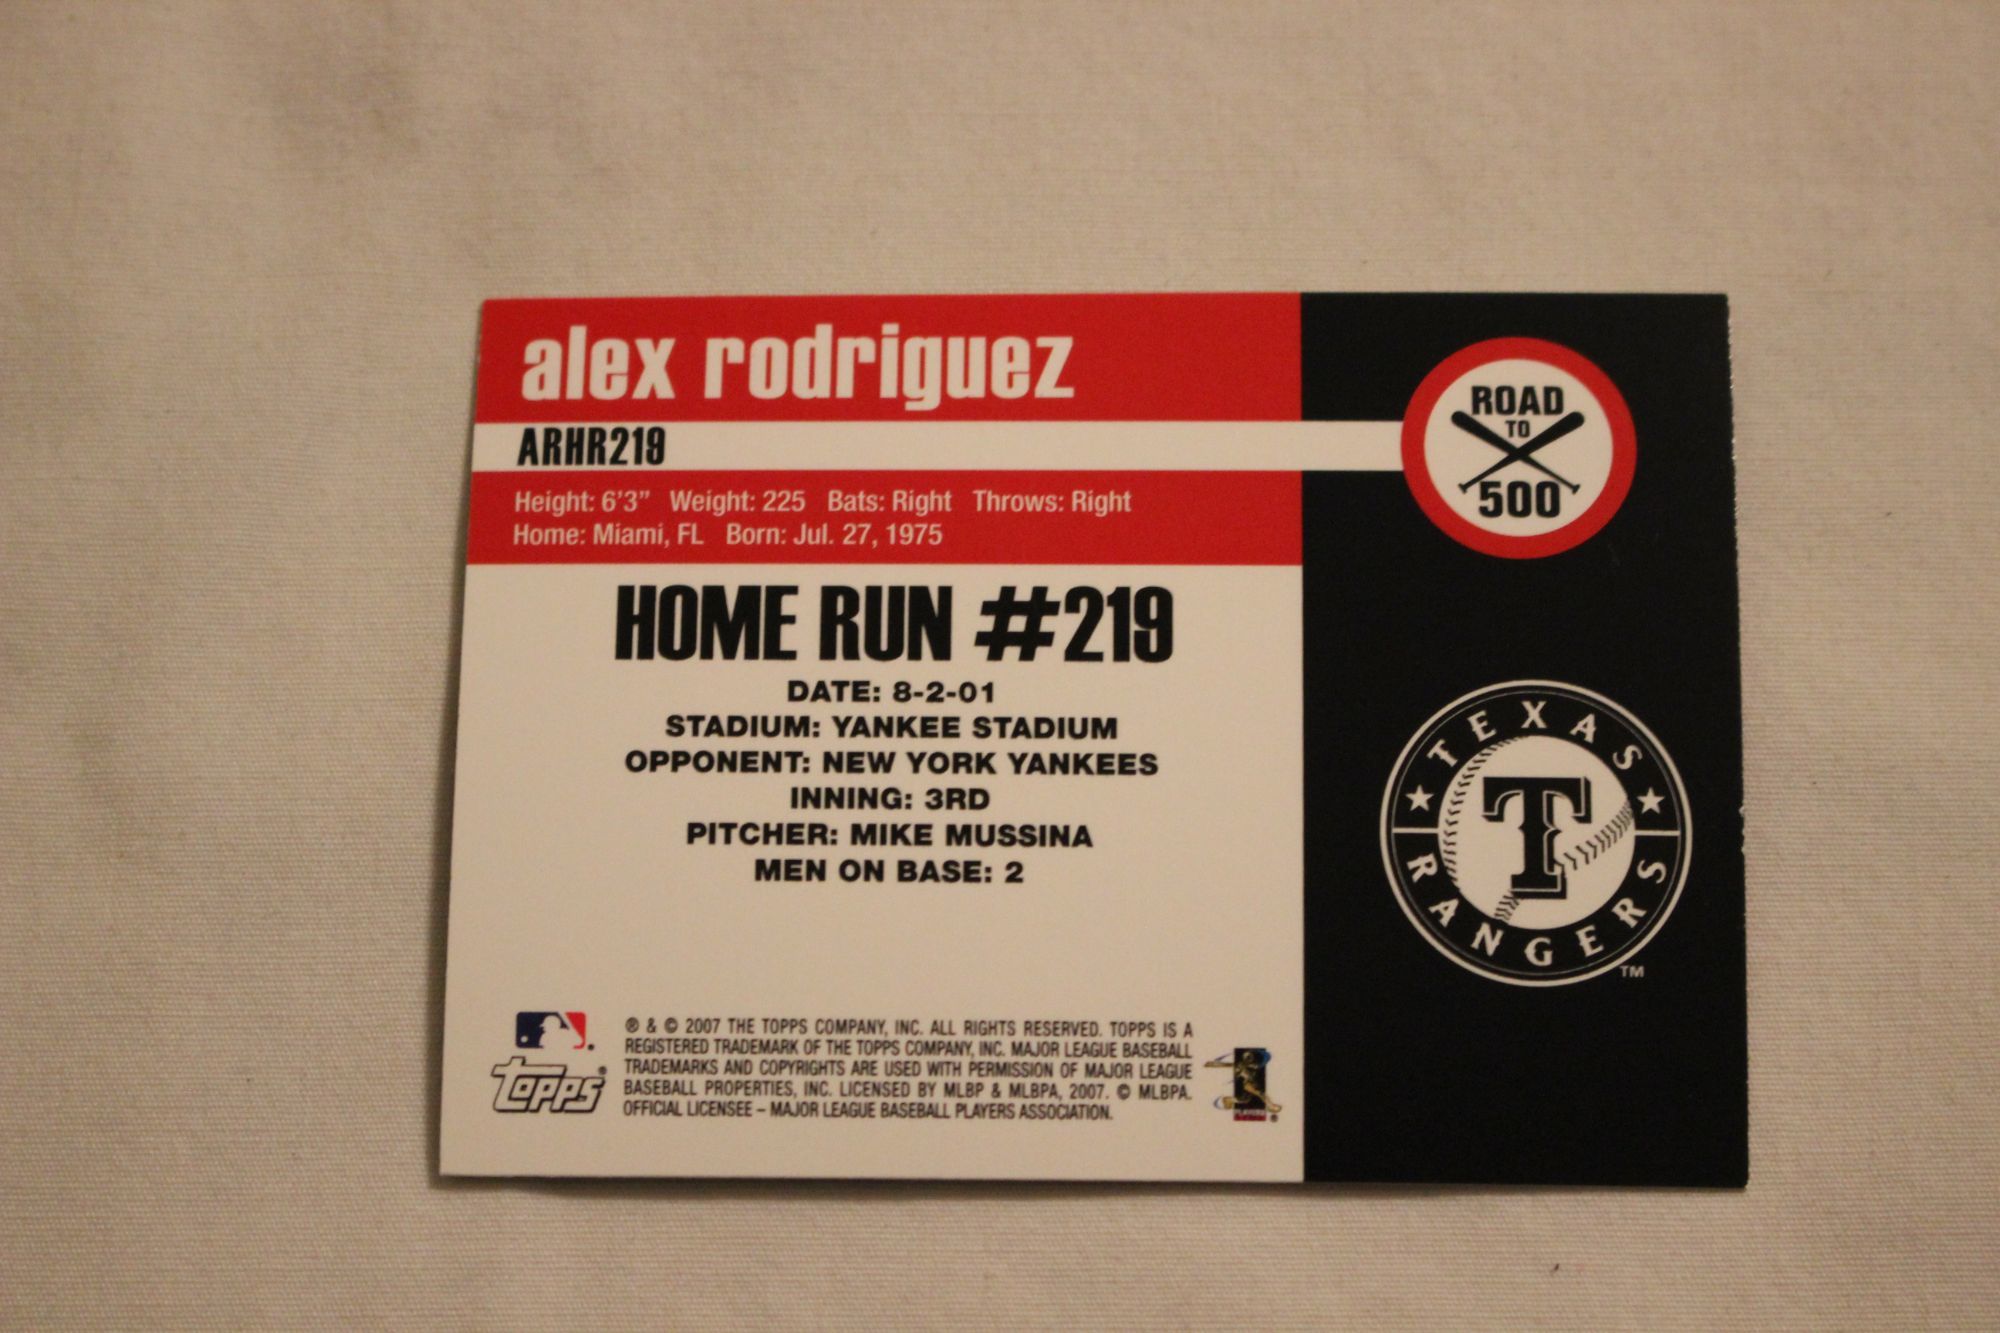 alex rodriguez
ARHR219
Height: 6'3" Weight: 225 Bats: Right Throws: Right
Home: Miami, FL Born: Jul. 27, 1975
ROAD
TO
500
HOME RUN #219
DATE: 8-2-01
STADIUM: YANKEE STADIUM
OPPONENT: NEW YORK YANKEES
INNING: 3RD
PITCHER: MIKE MUSSINA
MEN ON BASE: 2
TEXAS
T
RANGERS
TM
topps®
® & © 2007 THE TOPPS COMPANY, INC. ALL RIGHTS RESERVED. TOPPS IS A
REGISTERED TRADEMARK OF THE TOPPS COMPANY, INC. MAJOR LEAGUE BASEBALL
TRADEMARKS AND COPYRIGHTS ARE USED WITH PERMISSION OF MAJOR LEAGUE
BASEBALL PROPERTIES, INC. LICENSED BY MLBP & MLBPA, 2007. © MLBPA.
OFFICIAL LICENSEE – MAJOR LEAGUE BASEBALL PLAYERS ASSOCIATION.